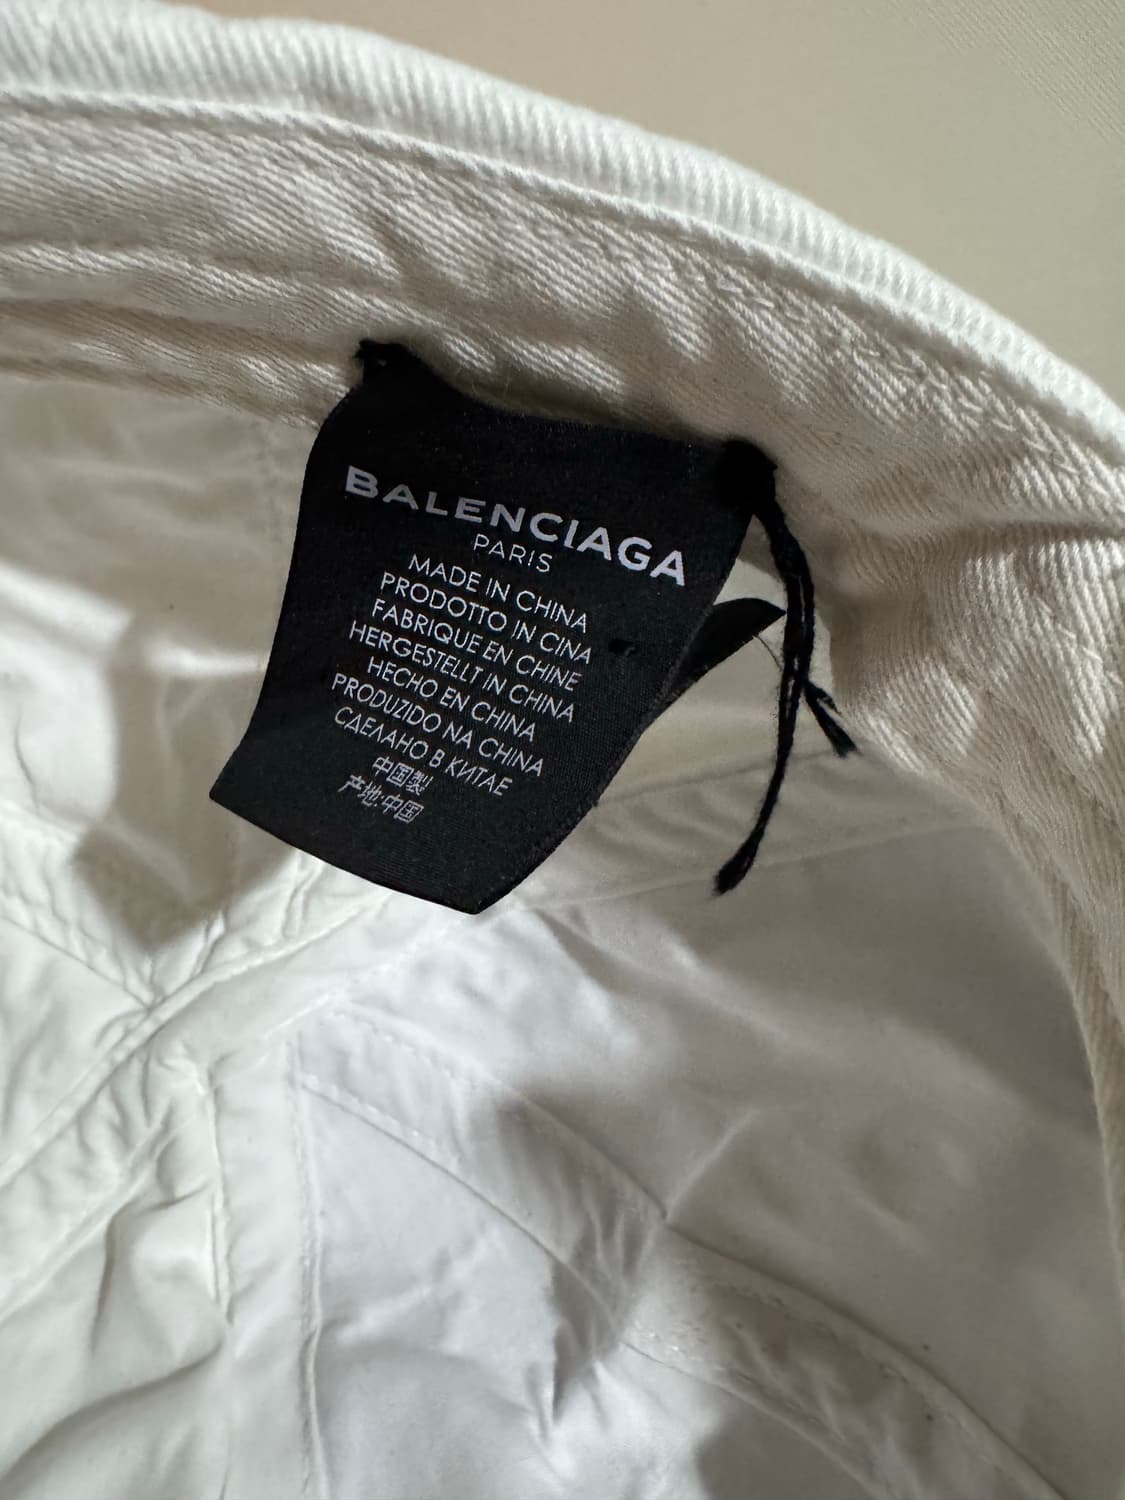 BALENCIAGA
PARIS
MADE IN CHINA
PRODOTTO IN CINA
FABRIQUE EN CHINE
HERGESTELLT IN CHINA
HECHO EN CHINA
PRODUZIDO NA CHINA
СДЕЛАНО В КИТАЕ
中国製
产地:中国